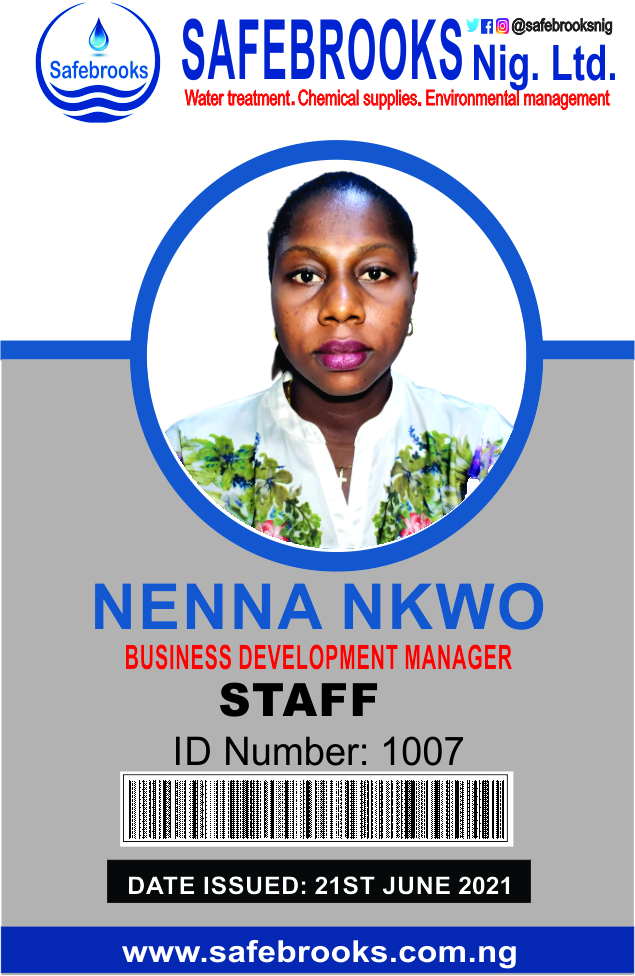 Safebrooks
SAFEBROOKS Nig. Ltd.
@safebrooksnig
Water treatment. Chemical supplies. Environmental management
NENNA NKWO
BUSINESS DEVELOPMENT MANAGER
STAFF
ID Number: 1007
DATE ISSUED: 21ST JUNE 2021
www.safebrooks.com.ng